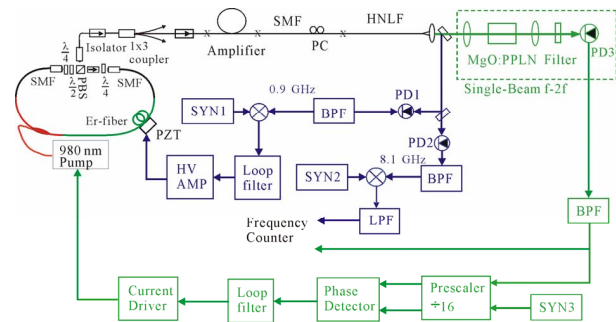 λ/4
Isolator
1x3
coupler
SMF
HNLF
Amplifier
PC
SMF
λ/2
PBS
λ/4
SMF
MgO:PPLN
Filter
PD3
Single-Beam f-2f
Er-fiber
PZT
0.9 GHz
SYN1
BPF
PD1
PD2
980 nm
Pump
HV
AMP
Loop
filter
SYN2
8.1 GHz
BPF
LPF
Frequency
Counter
BPF
Current
Driver
Loop
filter
Phase
Detector
Prescaler
÷16
SYN3